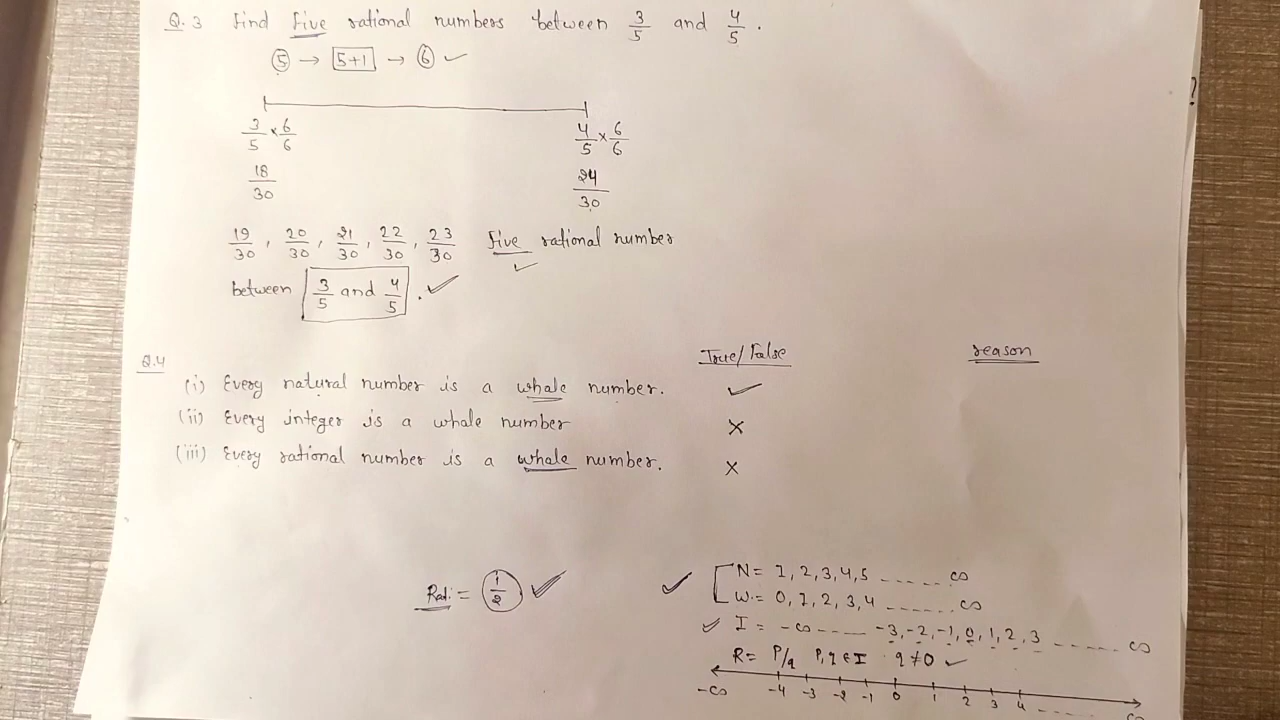 Q.3 Find Five rational numbers between 3/5 and 4/5 .
5 → 5+1 → 6 ✓
3/5 × 6/6 4/5 × 6/6
18/30 24/30
19/30 , 20/30 , 21/30 , 22/30 , 23/30 Five rational number
between 3/5 and 4/5 . ✓
Q.4 True/False reason
(i) Every natural number is a whole number. ✓
(ii) Every integer is a whole number ×
(iii) Every rational number is a whole number. ×
Rati = 1/2 ✓
✓ N = 1, 2, 3, 4, 5 ------ ∞
W = 0, 1, 2, 3, 4 ------- ∞
✓ I = -∞ ----- -3, -2, -1, 0, 1, 2, 3 ------ ∞
R = P/q P, q ∈ I q ≠ 0 ✓
-∞ -4 -3 -2 -1 0 1 2 3 4 ----- ∞
?